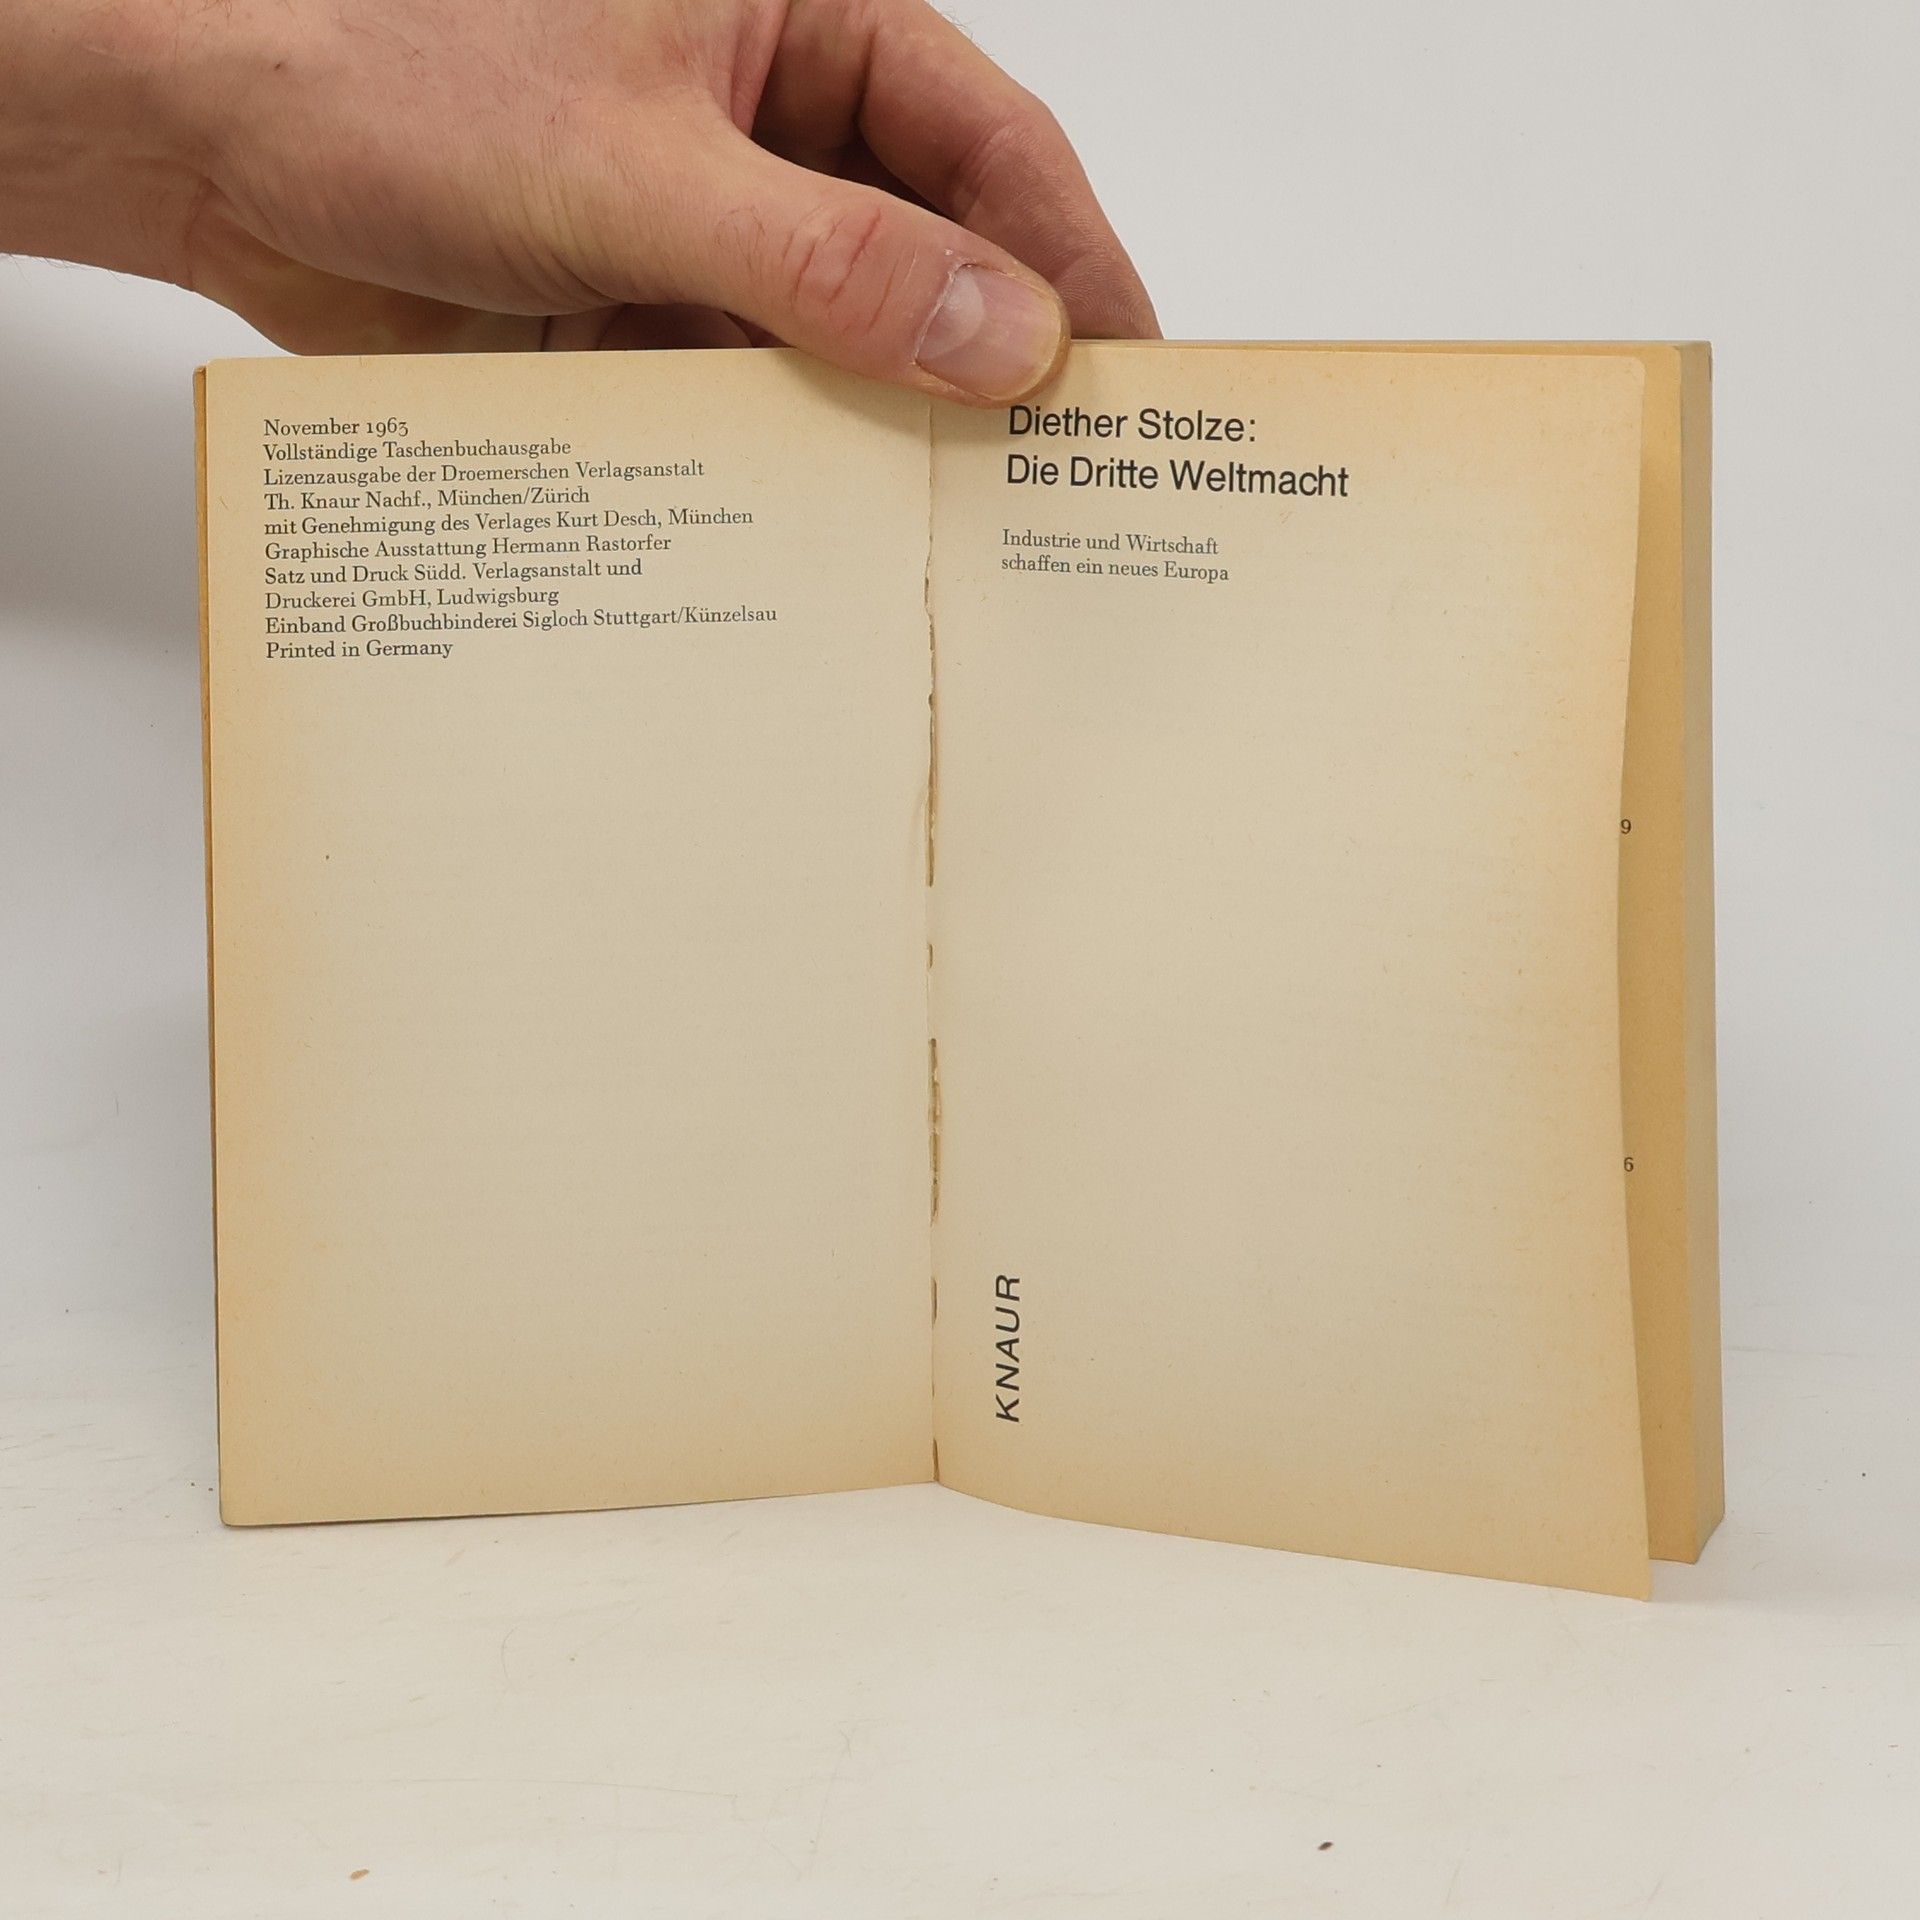 November 1963
Vollständige Taschenbuchausgabe
Lizenzausgabe der Droemerschen Verlagsanstalt
Th. Knaur Nachf., München/Zürich
mit Genehmigung des Verlages Kurt Desch, München
Graphische Ausstattung Hermann Rastorfer
Satz und Druck Südd. Verlagsanstalt und
Druckerei GmbH, Ludwigsburg
Einband Großbuchbinderei Sigloch Stuttgart/Künzelsau
Printed in Germany
Diether Stolze:
Die Dritte Weltmacht
Industrie und Wirtschaft
schaffen ein neues Europa
KNAUR
9
6